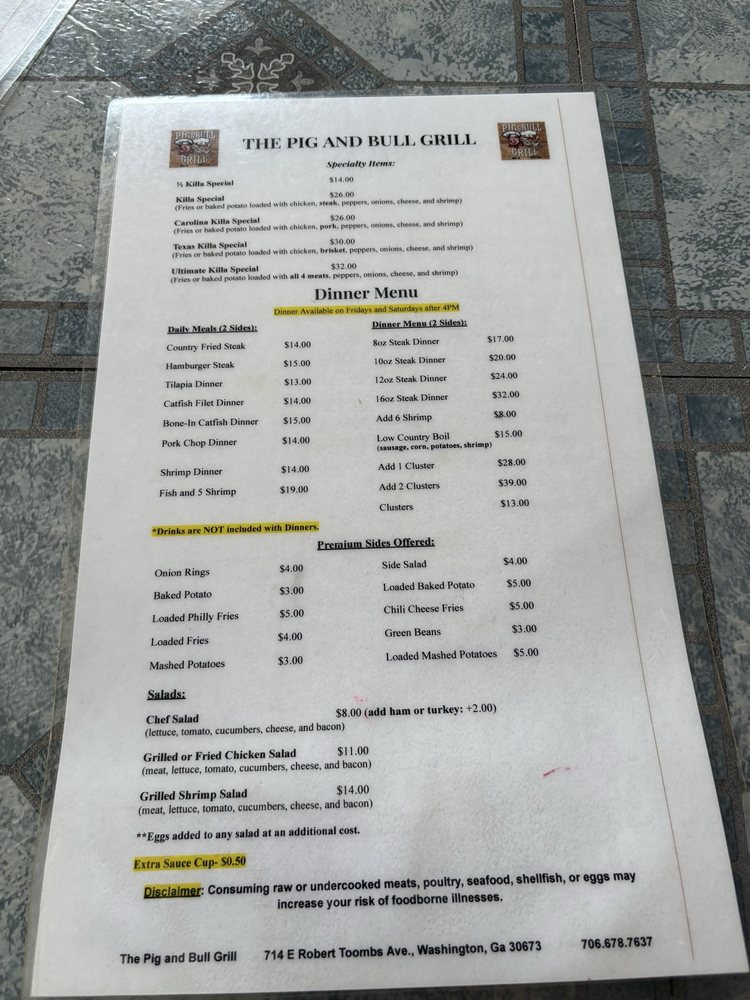 PIG & BULL
GRILL
THE PIG AND BULL GRILL
PIG & BULL
GRILL
Specialty Items:
½ Killa Special $14.00
Killa Special $26.00
(Fries or baked potato loaded with chicken, steak, peppers, onions, cheese, and shrimp)
Carolina Killa Special $26.00
(Fries or baked potato loaded with chicken, pork, peppers, onions, cheese, and shrimp)
Texas Killa Special $30.00
(Fries or baked potato loaded with chicken, brisket, peppers, onions, cheese, and shrimp)
Ultimate Killa Special $32.00
(Fries or baked potato loaded with all 4 meats, peppers, onions, cheese, and shrimp)
Dinner Menu
Dinner Available on Fridays and Saturdays after 4PM
Daily Meals (2 Sides):
Country Fried Steak $14.00
Hamburger Steak $15.00
Tilapia Dinner $13.00
Catfish Filet Dinner $14.00
Bone-In Catfish Dinner $15.00
Pork Chop Dinner $14.00
Shrimp Dinner $14.00
Fish and 5 Shrimp $19.00
Dinner Menu (2 Sides):
8oz Steak Dinner $17.00
10oz Steak Dinner $20.00
12oz Steak Dinner $24.00
16oz Steak Dinner $32.00
Add 6 Shrimp $8.00
Low Country Boil $15.00
(sausage, corn, potatoes, shrimp)
Add 1 Cluster $28.00
Add 2 Clusters $39.00
Clusters $13.00
*Drinks are NOT included with Dinners.
Premium Sides Offered:
Onion Rings $4.00
Baked Potato $3.00
Loaded Philly Fries $5.00
Loaded Fries $4.00
Mashed Potatoes $3.00
Side Salad $4.00
Loaded Baked Potato $5.00
Chili Cheese Fries $5.00
Green Beans $3.00
Loaded Mashed Potatoes $5.00
Salads:
Chef Salad $8.00 (add ham or turkey: +2.00)
(lettuce, tomato, cucumbers, cheese, and bacon)
Grilled or Fried Chicken Salad $11.00
(meat, lettuce, tomato, cucumbers, cheese, and bacon)
Grilled Shrimp Salad $14.00
(meat, lettuce, tomato, cucumbers, cheese, and bacon)
**Eggs added to any salad at an additional cost.
Extra Sauce Cup- $0.50
Disclaimer: Consuming raw or undercooked meats, poultry, seafood, shellfish, or eggs may
increase your risk of foodborne illnesses.
The Pig and Bull Grill 714 E Robert Toombs Ave., Washington, Ga 30673 706.678.7637